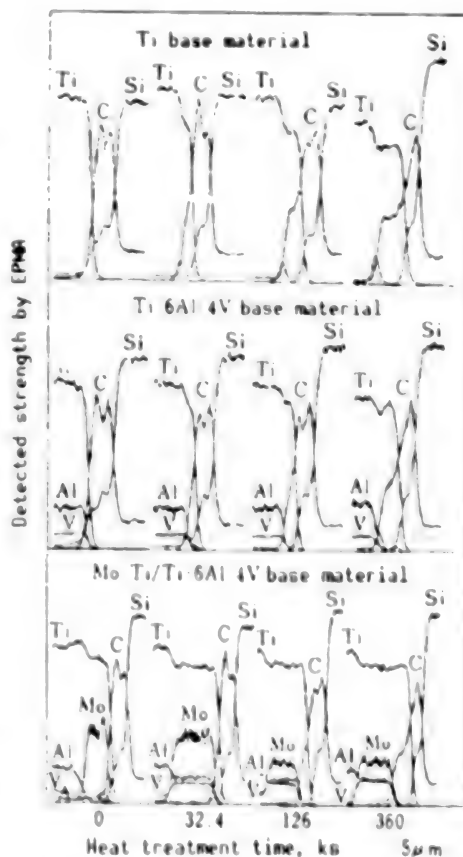 Ti base material
Ti C Si
Ti C Si
Ti C Si
Ti C Si
Ti 6Al 4V base material
C Si
Ti C Si
Ti C Si
Ti C Si
Al
V
Al
V
Al
V
Al
V
Mo Ti/Ti 6Al 4V base material
Ti C Si
Ti C Si
Ti C Si
Ti C Si
Mo
Mo
Mo
Mo
Al
V
Al
V
Al
V
Al
V
0 32.4 126 360
Heat treatment time, ks 5μm
Detected strength by EPMA